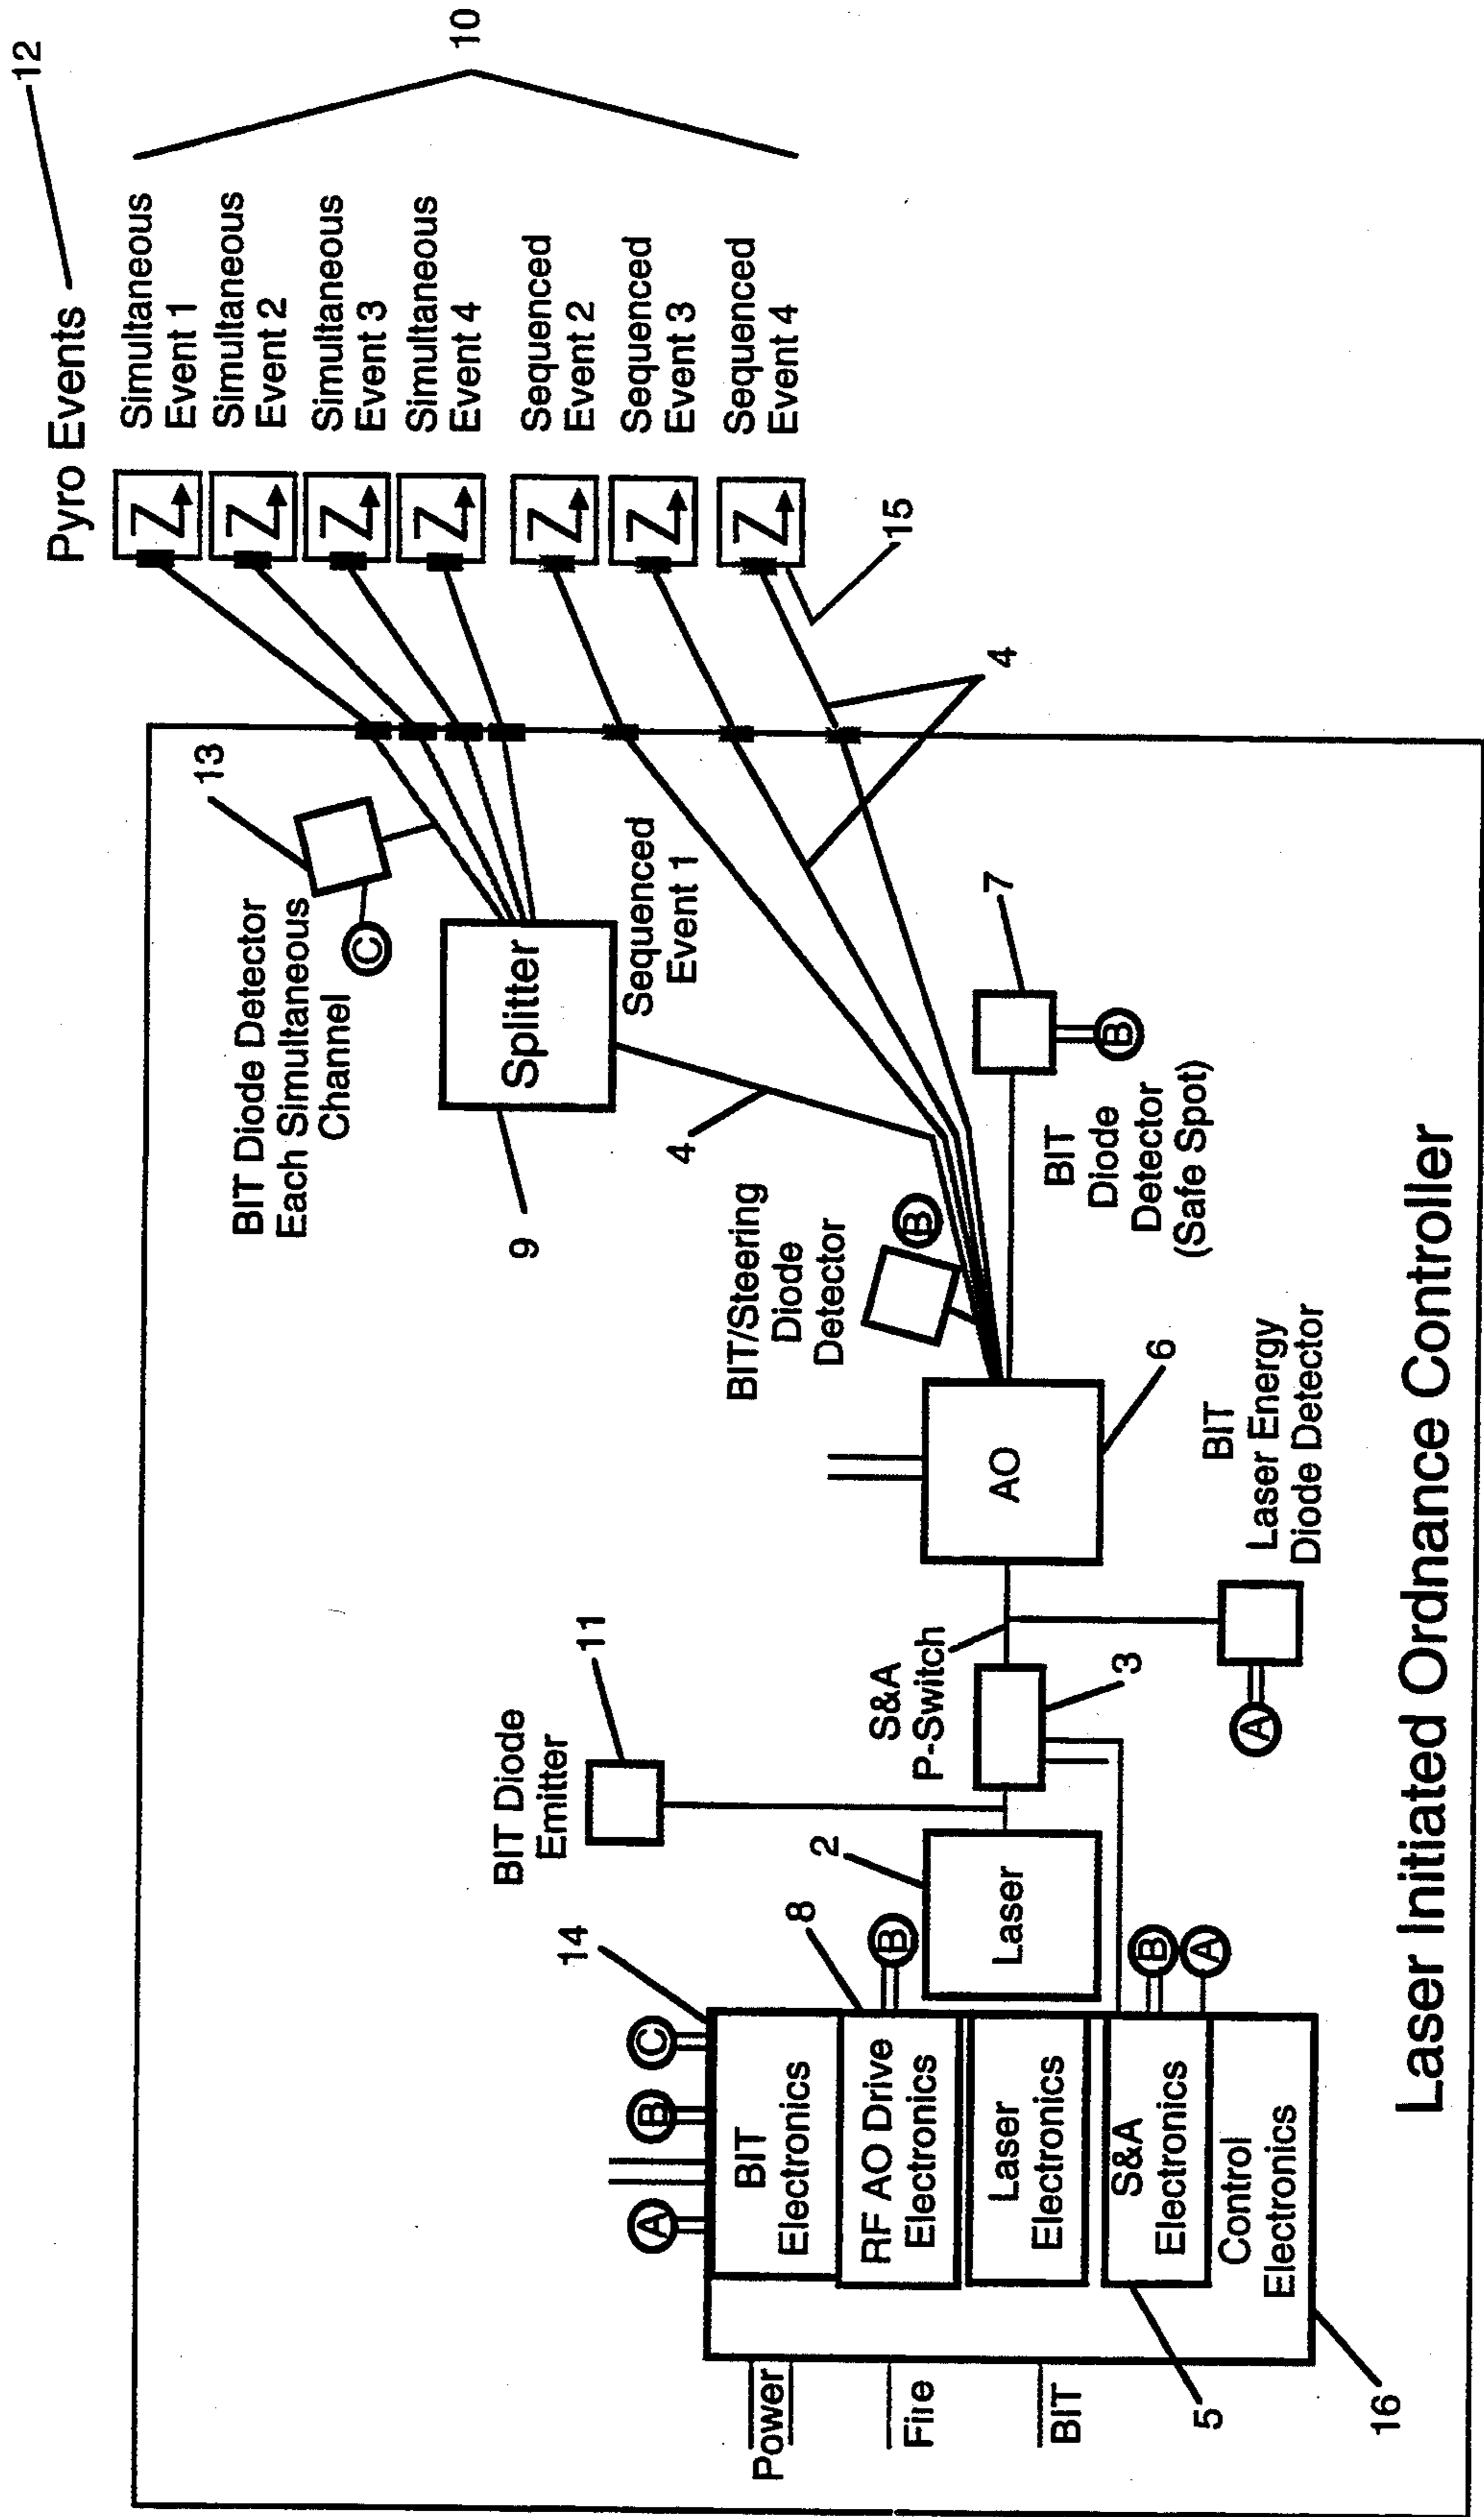 12
Pyro Events
10
Simultaneous
Event 1
Simultaneous
Event 2
Simultaneous
Event 3
Simultaneous
Event 4
Sequenced
Event 2
Sequenced
Event 3
Sequenced
Event 4
Z
Z
Z
Z
Z
Z
Z
15
4
13
BIT Diode Detector
Each Simultaneous
Channel
C
Splitter
9
Sequenced
Event 1
4
7
B
BIT
Diode
Detector
(Safe Spot)
BIT/Steering
Diode
Detector
B
AO
6
BIT
Laser Energy
Diode Detector
A
S&A
P-Switch
3
11
BIT Diode
Emitter
2
Laser
14
8
A
B
C
BIT
Electronics
B
RF AO Drive
Electronics
Laser
Electronics
B
A
S&A
Electronics
Control
Electronics
Power
Fire
BIT
5
16
Laser Initiated Ordnance Controller